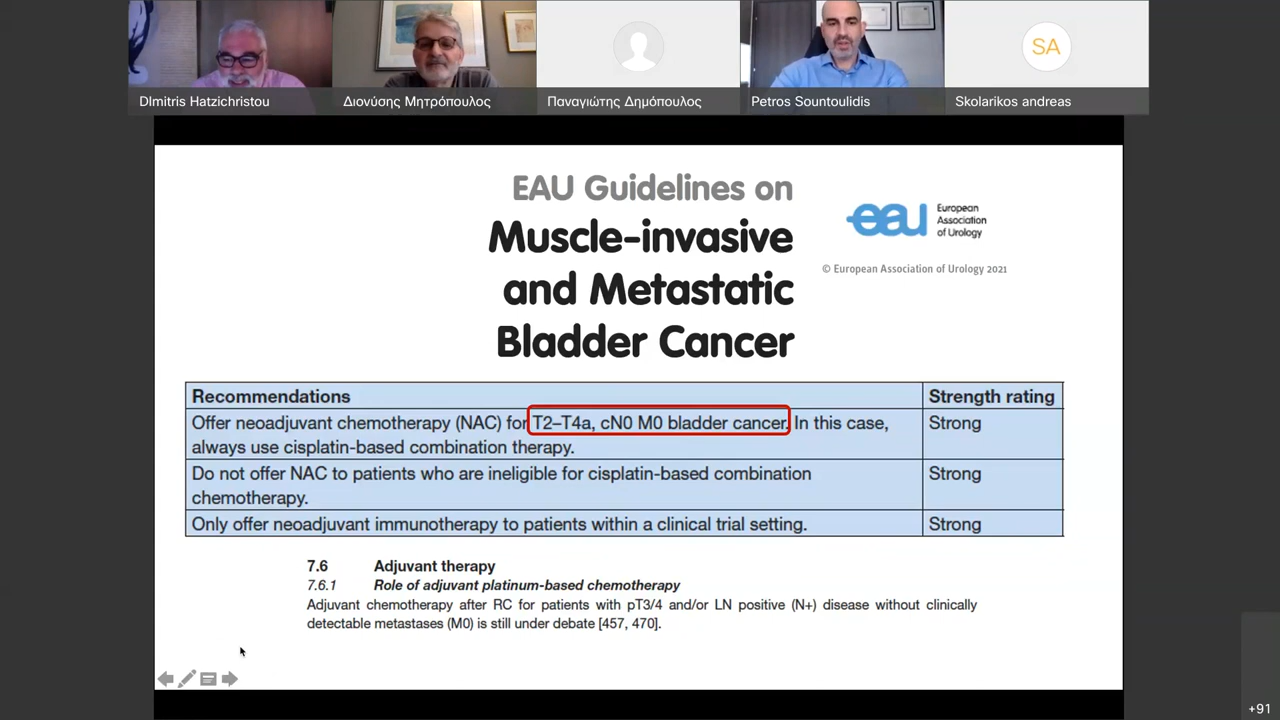 DImitris Hatzichristou
Διονύσης Μητρόπουλος
Παναγιώτης Δημόπουλος
Petros Sountoulidis
SA
Skolarikos andreas
EAU Guidelines on
Muscle-invasive
and Metastatic
Bladder Cancer
eau
European
Association
of Urology
© European Association of Urology 2021
Recommendations
Strength rating
Offer neoadjuvant chemotherapy (NAC) for T2–T4a, cN0 M0 bladder cancer. In this case,
always use cisplatin-based combination therapy.
Strong
Do not offer NAC to patients who are ineligible for cisplatin-based combination
chemotherapy.
Strong
Only offer neoadjuvant immunotherapy to patients within a clinical trial setting.
Strong
7.6 Adjuvant therapy
7.6.1 Role of adjuvant platinum-based chemotherapy
Adjuvant chemotherapy after RC for patients with pT3/4 and/or LN positive (N+) disease without clinically
detectable metastases (M0) is still under debate [457, 470].
+91